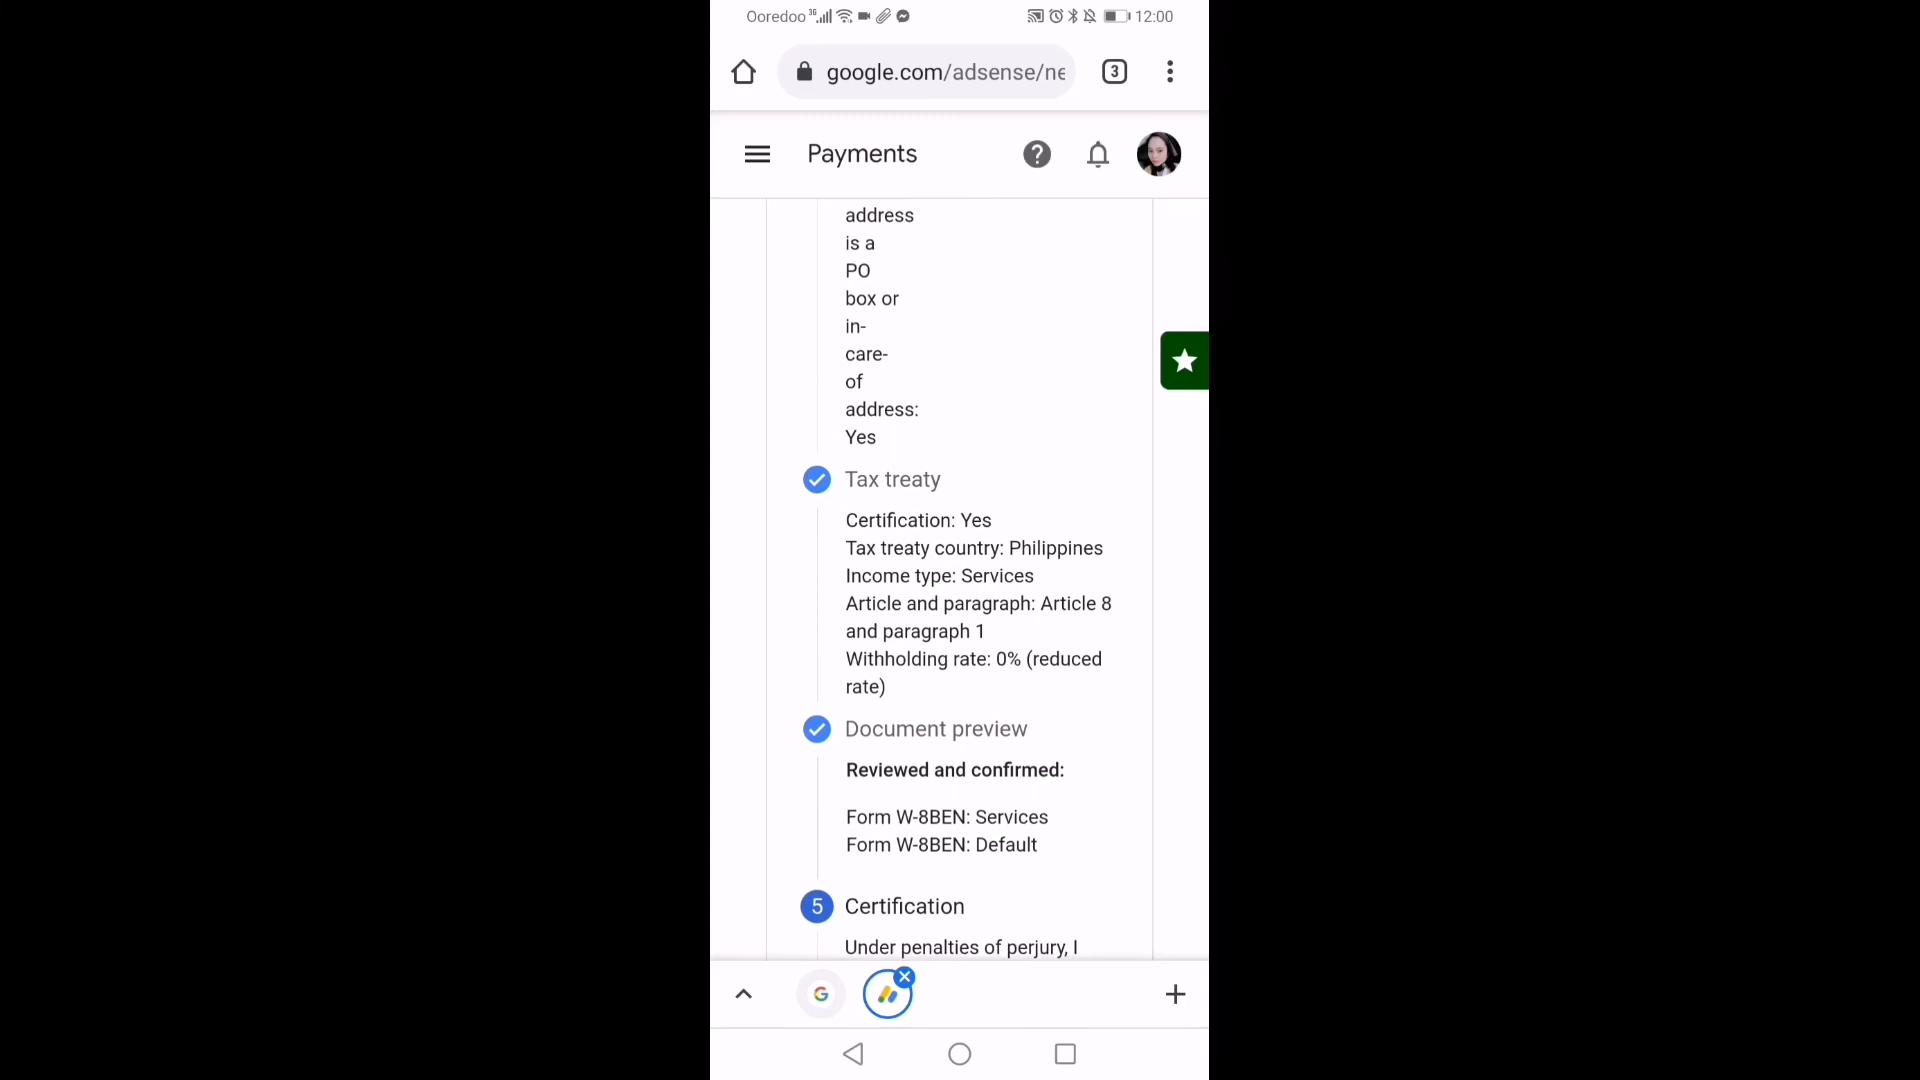 Ooredoo 3G 12:00
google.com/adsense/ne 3
Payments
address
is a
PO
box or
in-
care-
of
address:
Yes
Tax treaty
Certification: Yes
Tax treaty country: Philippines
Income type: Services
Article and paragraph: Article 8
and paragraph 1
Withholding rate: 0% (reduced
rate)
Document preview
Reviewed and confirmed:
Form W-8BEN: Services
Form W-8BEN: Default
5 Certification
Under penalties of perjury, I